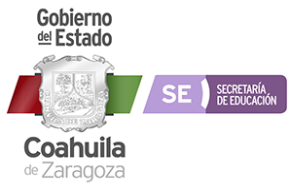 Gobierno
del Estado
SE
SECRETARÍA
DE EDUCACIÓN
Coahuila
de Zaragoza